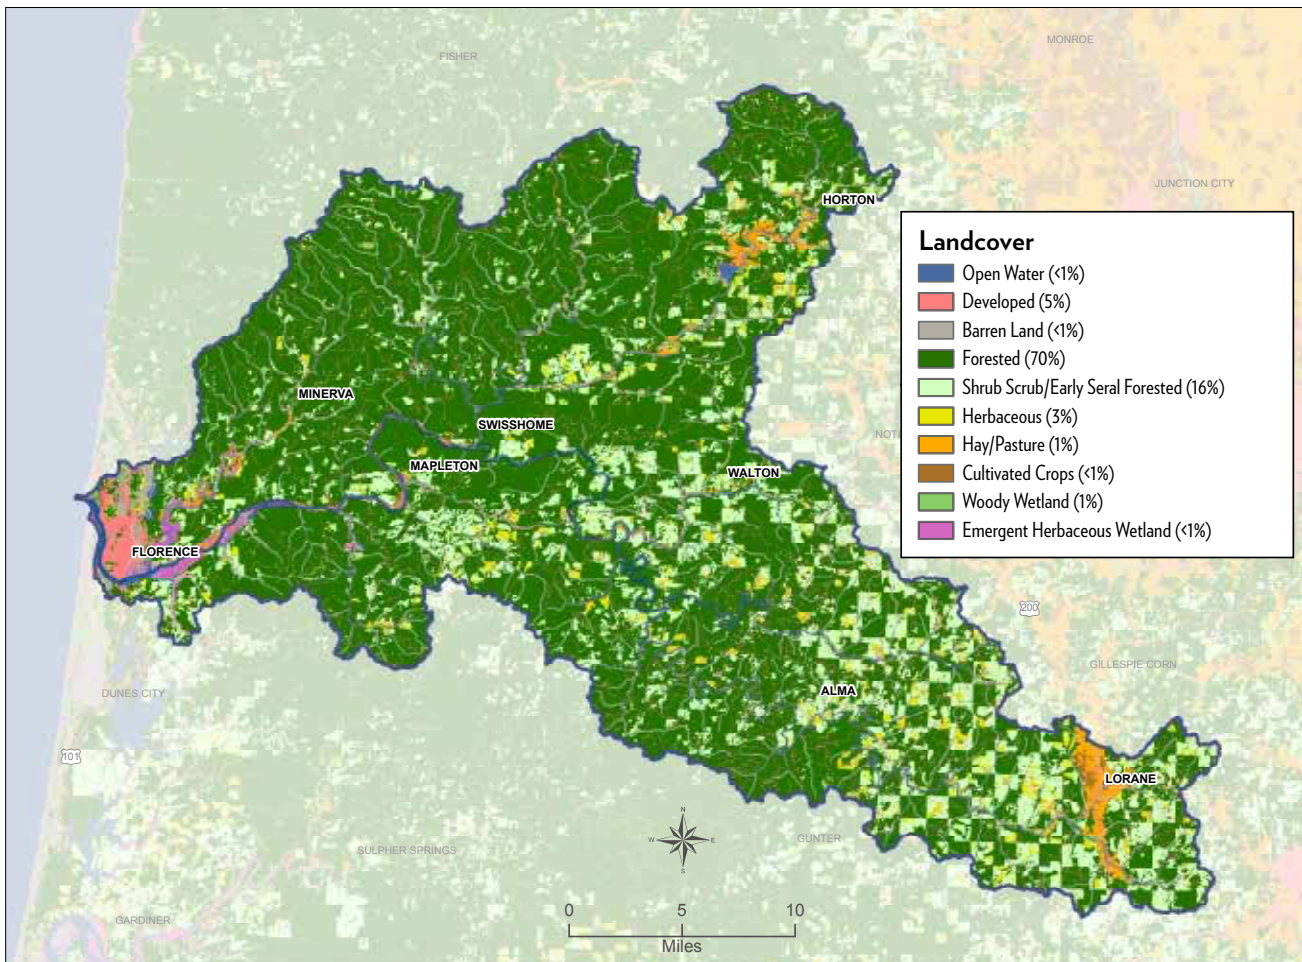 FISHER
MONROE
JUNCTION CITY
HORTON
Landcover
Open Water (<1%)
Developed (5%)
Barren Land (<1%)
Forested (70%)
Shrub Scrub/Early Seral Forested (16%)
Herbaceous (3%)
Hay/Pasture (1%)
Cultivated Crops (<1%)
Woody Wetland (1%)
Emergent Herbaceous Wetland (<1%)
MINERVA
SWISSHOME
NOTI
MAPLETON
WALTON
FLORENCE
200
GILLESPIE CORN
DUNES CITY
ALMA
101
LORANE
N
W E
S
GUNTER
SULPHER SPRINGS
GARDINER
0 5 10
Miles